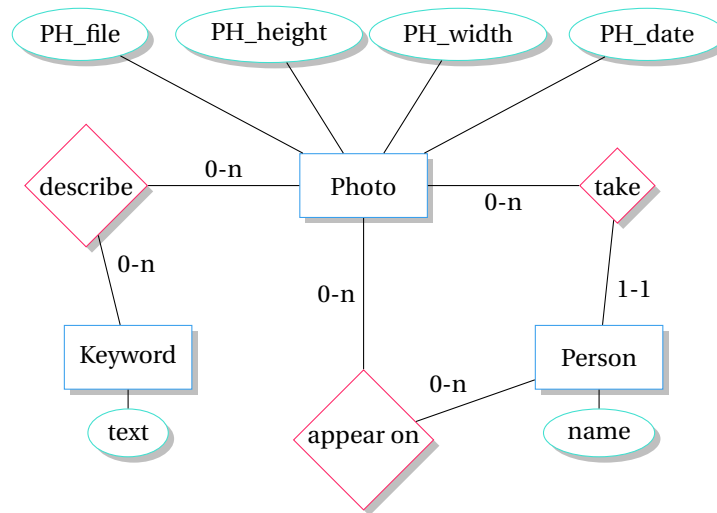 PH_file
PH_height
PH_width
PH_date
describe
0-n
Photo
0-n
take
0-n
0-n
1-1
Keyword
Person
0-n
text
appear on
name